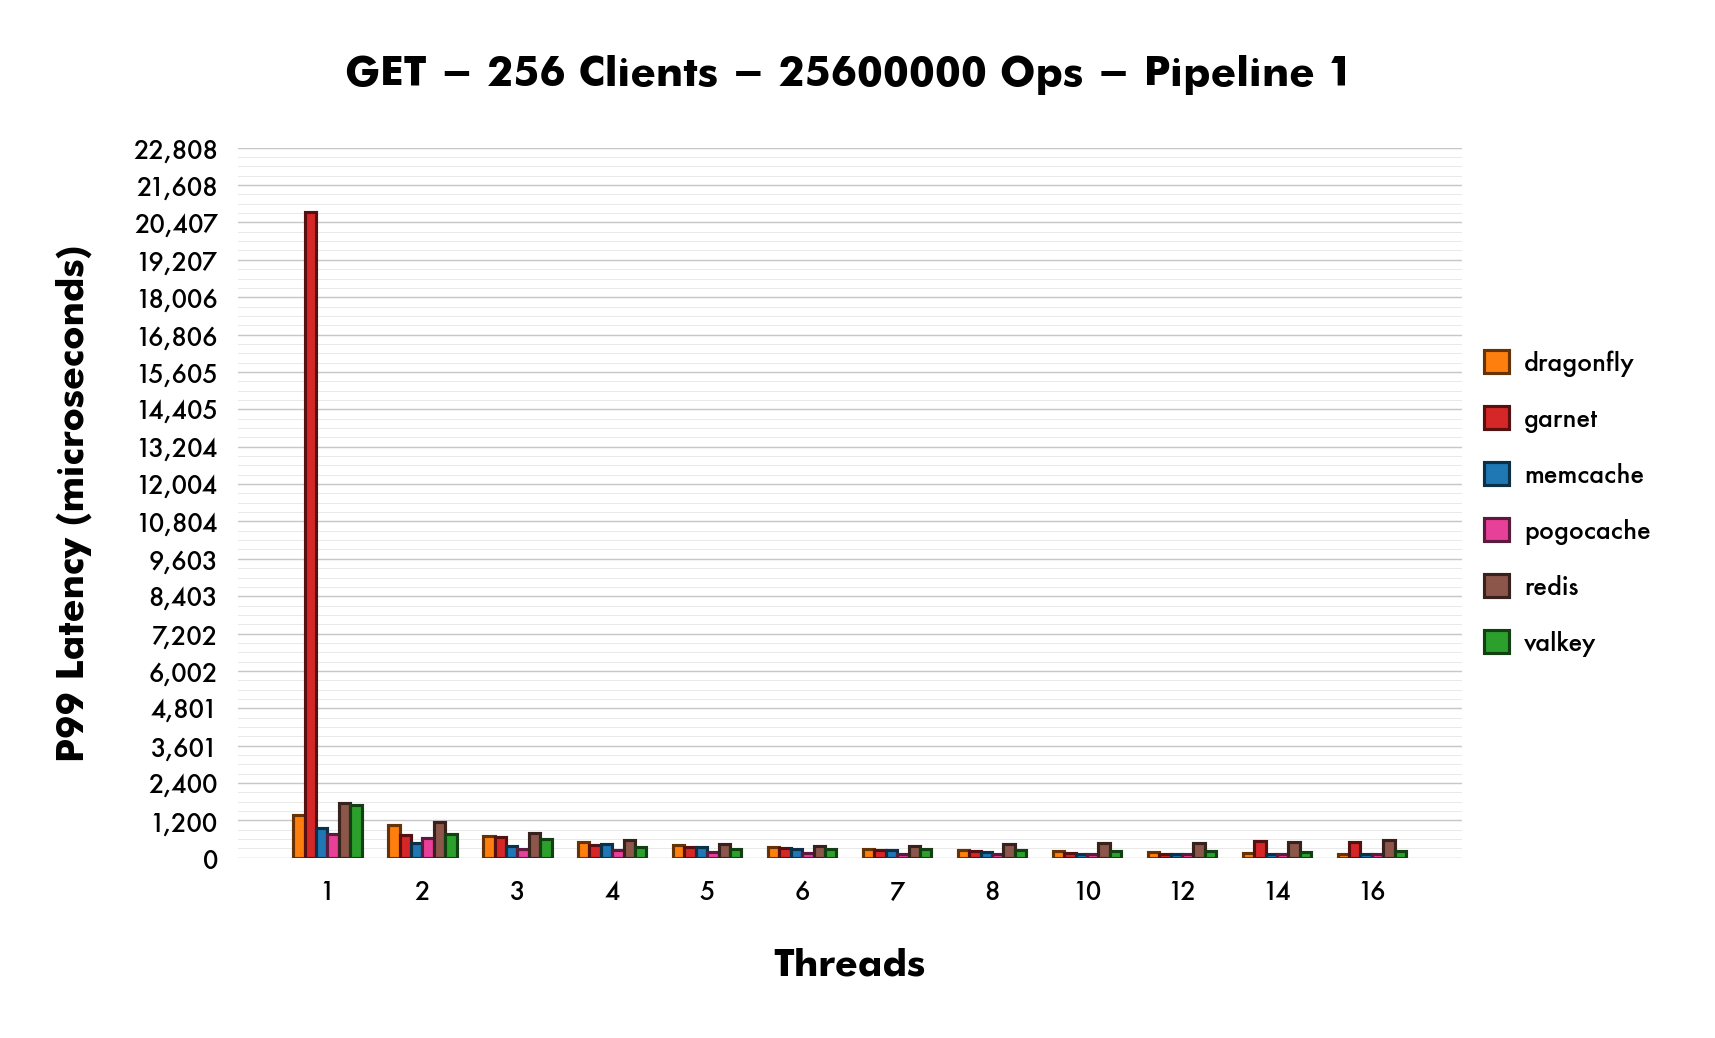 GET – 256 Clients – 25600000 Ops – Pipeline 1
P99 Latency (microseconds)
22,808
21,608
20,407
19,207
18,006
16,806
15,605
14,405
13,204
12,004
10,804
9,603
8,403
7,202
6,002
4,801
3,601
2,400
1,200
0
1 2 3 4 5 6 7 8 10 12 14 16
Threads
dragonfly
garnet
memcache
pogocache
redis
valkey